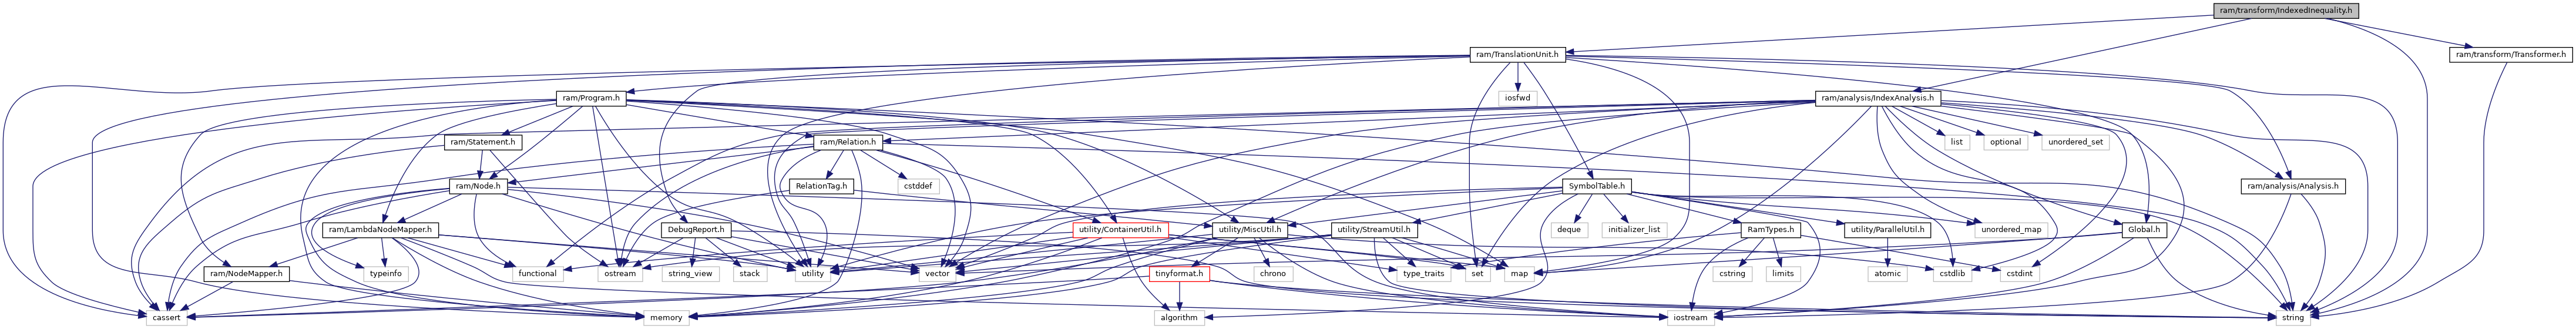 ram/transform/IndexedInequality.h
ram/TranslationUnit.h
ram/transform/Transformer.h
ram/Program.h
iosfwd
ram/analysis/IndexAnalysis.h
ram/Statement.h
ram/Relation.h
list
optional
unordered_set
ram/Node.h
RelationTag.h
cstddef
SymbolTable.h
ram/analysis/Analysis.h
ram/LambdaNodeMapper.h
DebugReport.h
utility/ContainerUtil.h
utility/MiscUtil.h
utility/StreamUtil.h
deque
initializer_list
RamTypes.h
utility/ParallelUtil.h
unordered_map
Global.h
ram/NodeMapper.h
typeinfo
functional
ostream
string_view
stack
utility
vector
tinyformat.h
chrono
type_traits
set
map
cstring
limits
atomic
cstdlib
cstdint
cassert
memory
algorithm
iostream
string